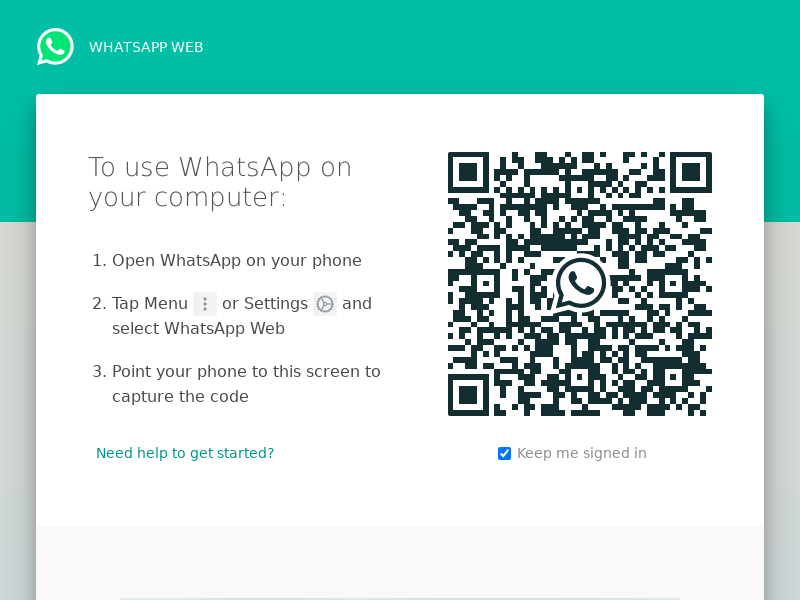 WHATSAPP WEB
To use WhatsApp on
your computer:
1. Open WhatsApp on your phone
2. Tap Menu or Settings and
select WhatsApp Web
3. Point your phone to this screen to
capture the code
Need help to get started?
Keep me signed in